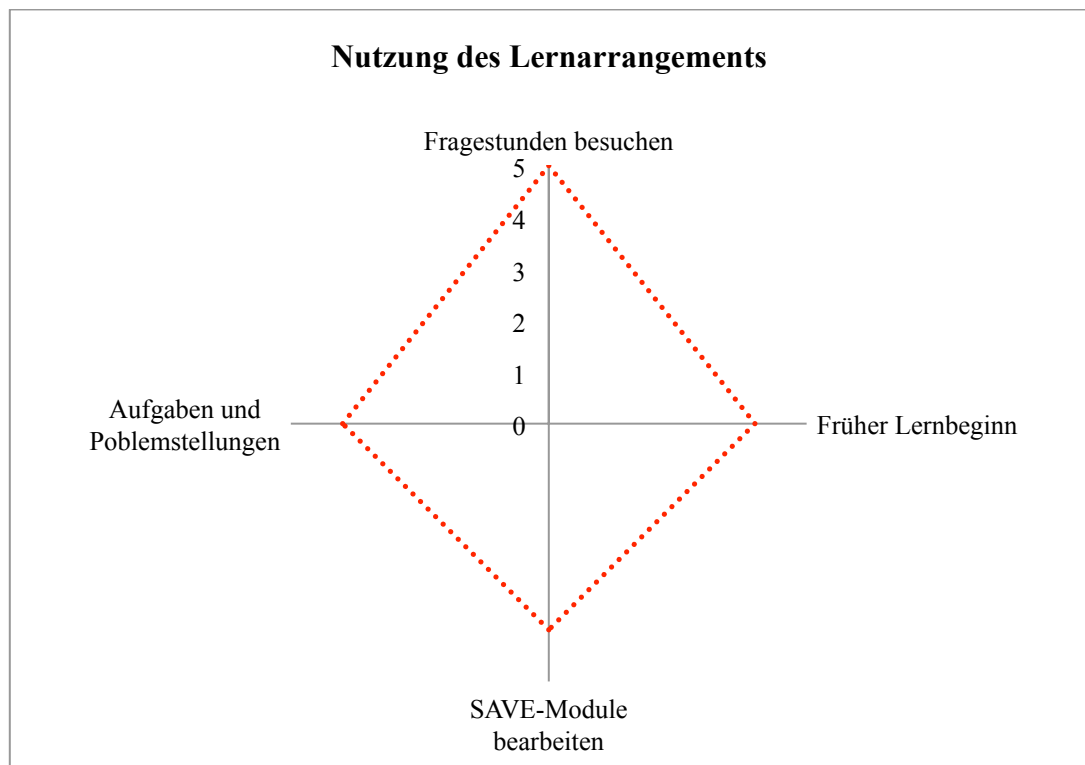 Nutzung des Lernarrangements
Fragestunden besuchen
5
4
3
2
1
0
Aufgaben und
Poblemstellungen
Früher Lernbeginn
SAVE-Module
bearbeiten